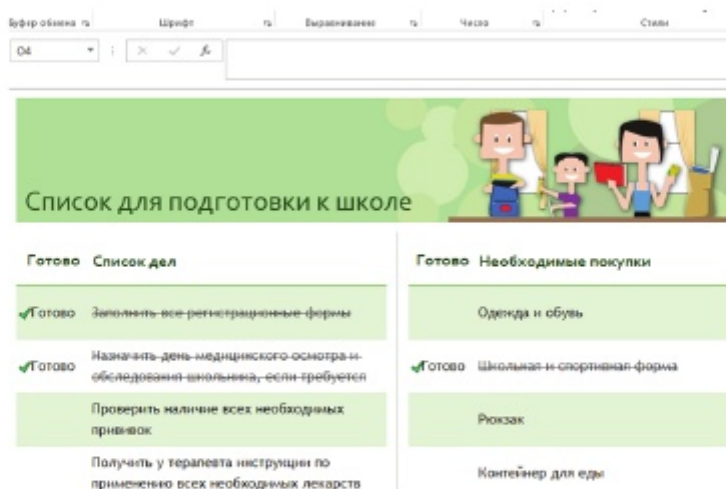 Буфер обмена
Шрифт
Выравнивание
Число
Стили
O4
fx
Список для подготовки к школе
Готово Список дел
Готово Необходимые покупки
Готово Заполнить все регистрационные формы
Одежда и обувь
Готово Назначить день медицинского осмотра и
обследования школьника, если требуется
Готово Школьная и спортивная форма
Проверить наличие всех необходимых
прививок
Рюкзак
Получить у терапевта инструкции по
применению всех необходимых лекарств
Контейнер для еды